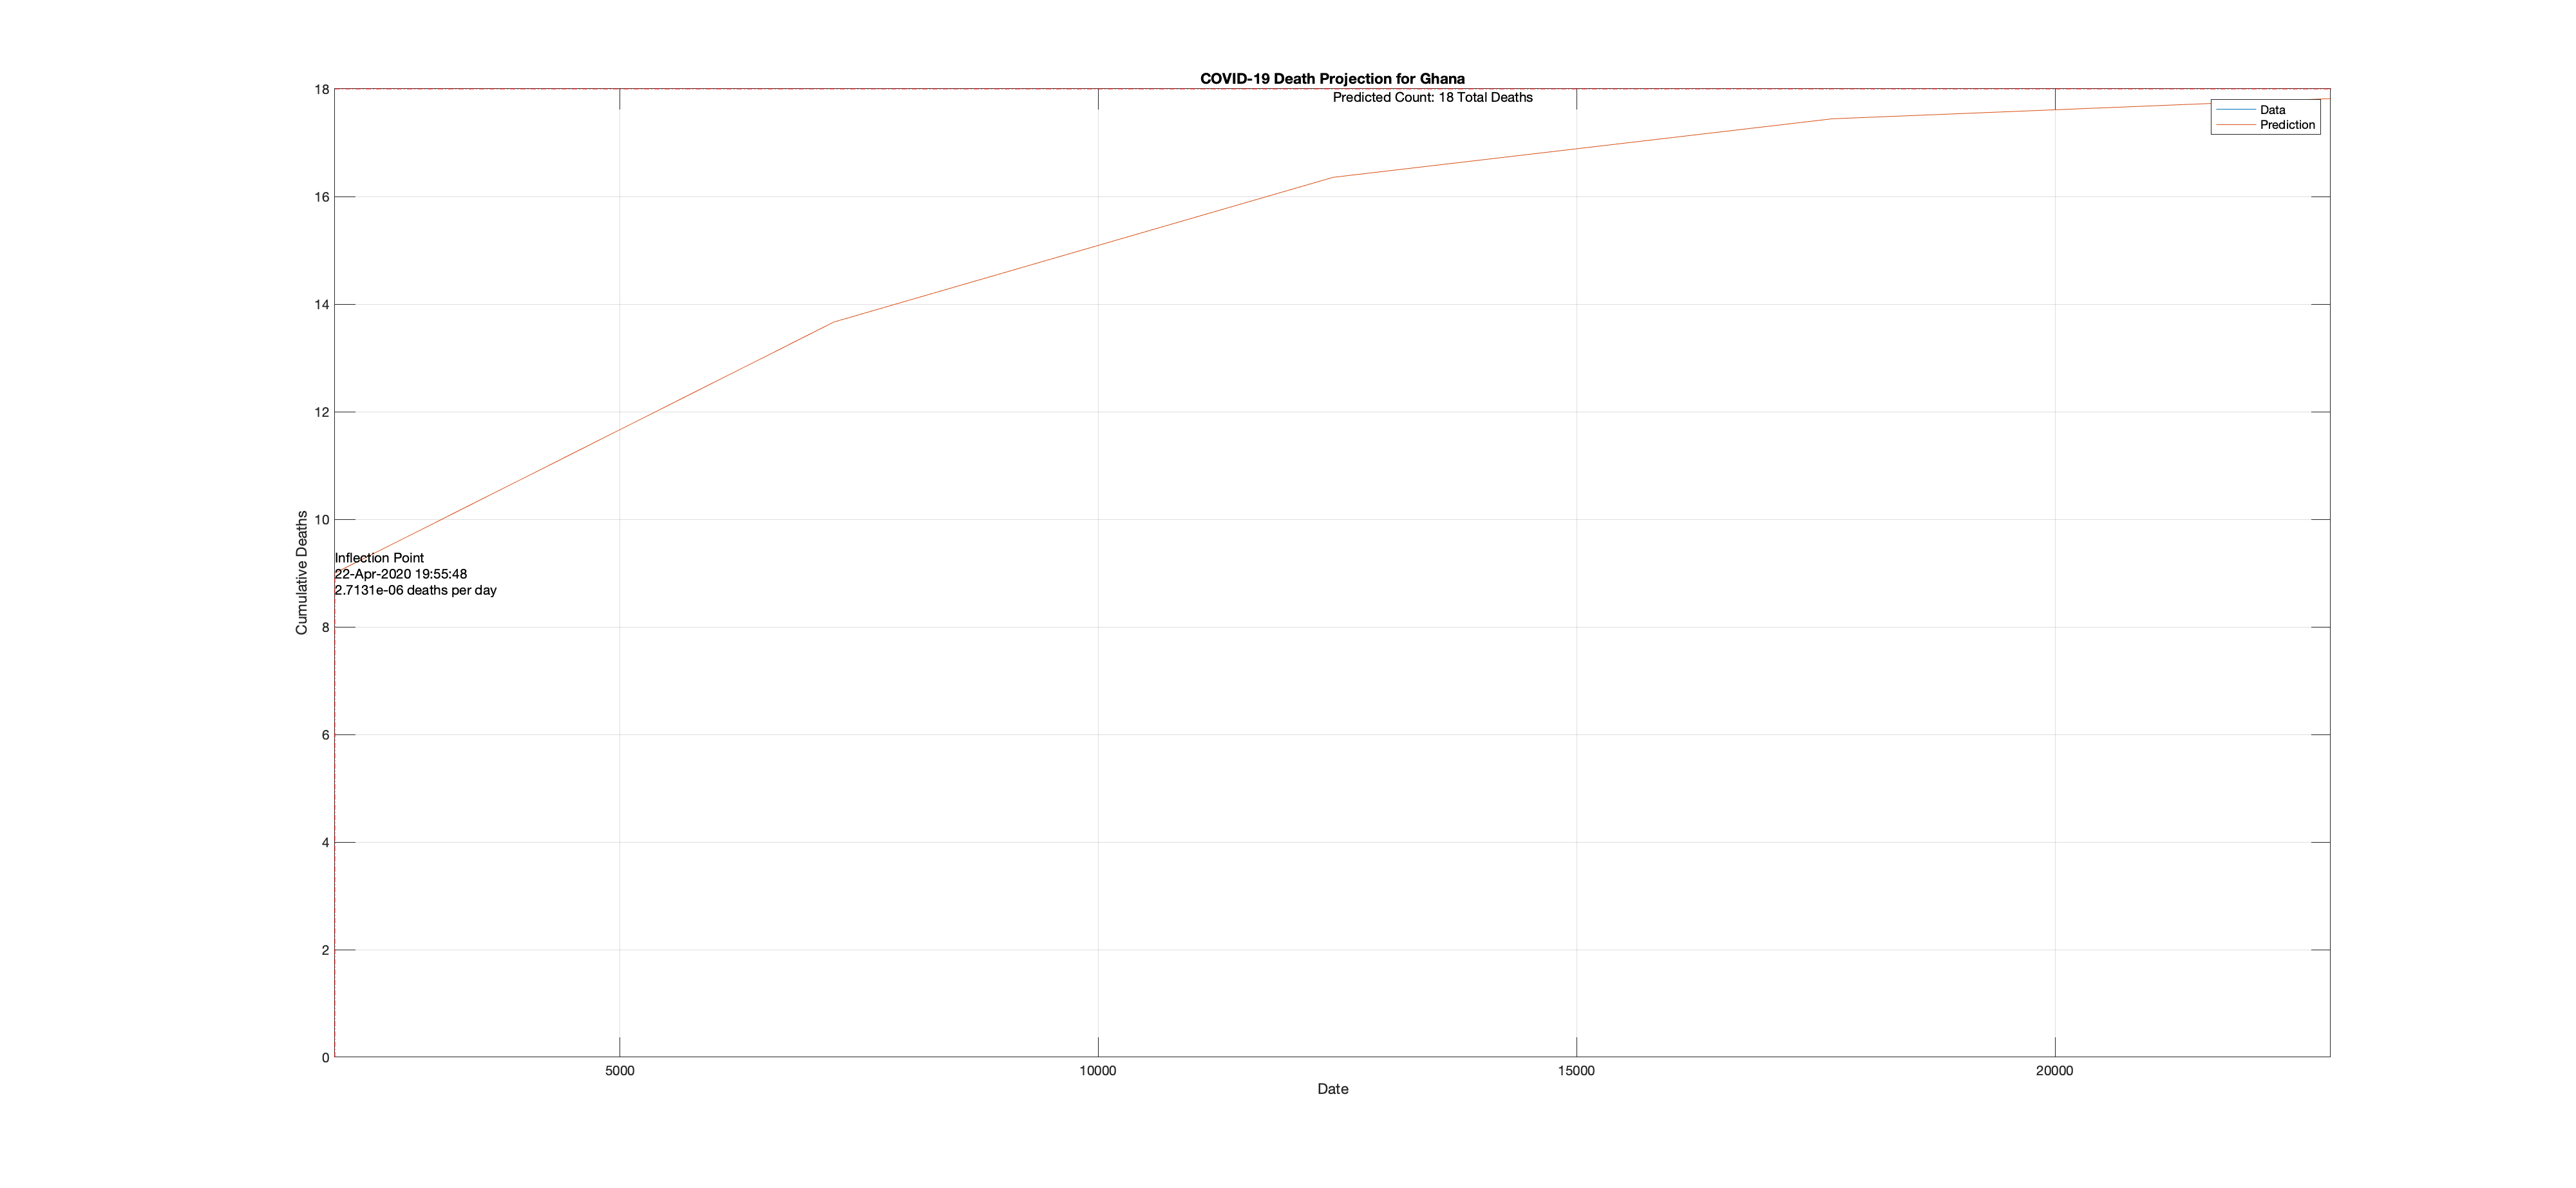 COVID-19 Death Projection for Ghana
Predicted Count: 18 Total Deaths
Data
Prediction
18
16
14
12
10
8
6
4
2
0
Cumulative Deaths
Inflection Point
22-Apr-2020 19:55:48
2.7131e-06 deaths per day
5000
10000
15000
20000
Date